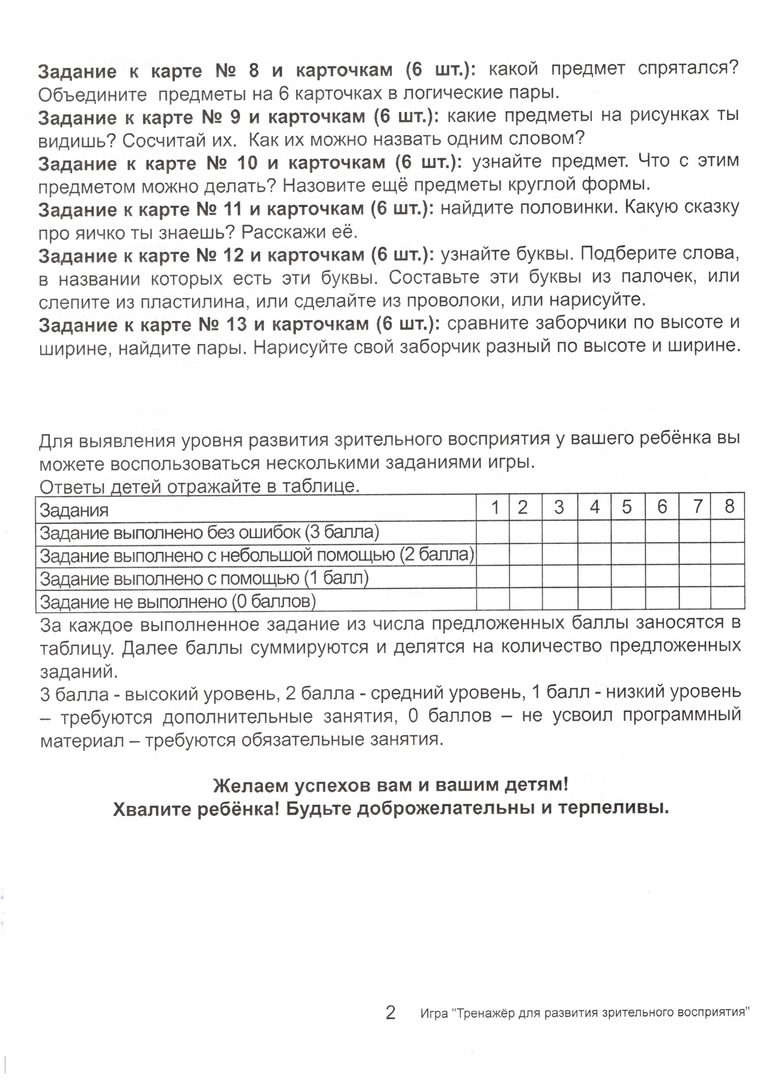 Задание к карте № 8 и карточкам (6 шт.): какой предмет спрятался?
Объедините предметы на 6 карточках в логические пары.
Задание к карте № 9 и карточкам (6 шт.): какие предметы на рисунках ты
видишь? Сосчитай их. Как их можно назвать одним словом?
Задание к карте № 10 и карточкам (6 шт.): узнайте предмет. Что с этим
предметом можно делать? Назовите ещё предметы круглой формы.
Задание к карте № 11 и карточкам (6 шт.): найдите половинки. Какую сказку
про яичко ты знаешь? Расскажи её.
Задание к карте № 12 и карточкам (6 шт.): узнайте буквы. Подберите слова,
в названии которых есть эти буквы. Составьте эти буквы из палочек, или
слепите из пластилина, или сделайте из проволоки, или нарисуйте.
Задание к карте № 13 и карточкам (6 шт.): сравните заборчики по высоте и
ширине, найдите пары. Нарисуйте свой заборчик разный по высоте и ширине.
Для выявления уровня развития зрительного восприятия у вашего ребёнка вы
можете воспользоваться несколькими заданиями игры.
Ответы детей отражайте в таблице.
Задания 1 2 3 4 5 6 7 8
Задание выполнено без ошибок (3 балла)
Задание выполнено с небольшой помощью (2 балла)
Задание выполнено с помощью (1 балл)
Задание не выполнено (0 баллов)
За каждое выполненное задание из числа предложенных баллы заносятся в
таблицу. Далее баллы суммируются и делятся на количество предложенных
заданий.
3 балла - высокий уровень, 2 балла - средний уровень, 1 балл - низкий уровень
– требуются дополнительные занятия, 0 баллов – не усвоил программный
материал – требуются обязательные занятия.
Желаем успехов вам и вашим детям!
Хвалите ребёнка! Будьте доброжелательны и терпеливы.
2 Игра "Тренажёр для развития зрительного восприятия"